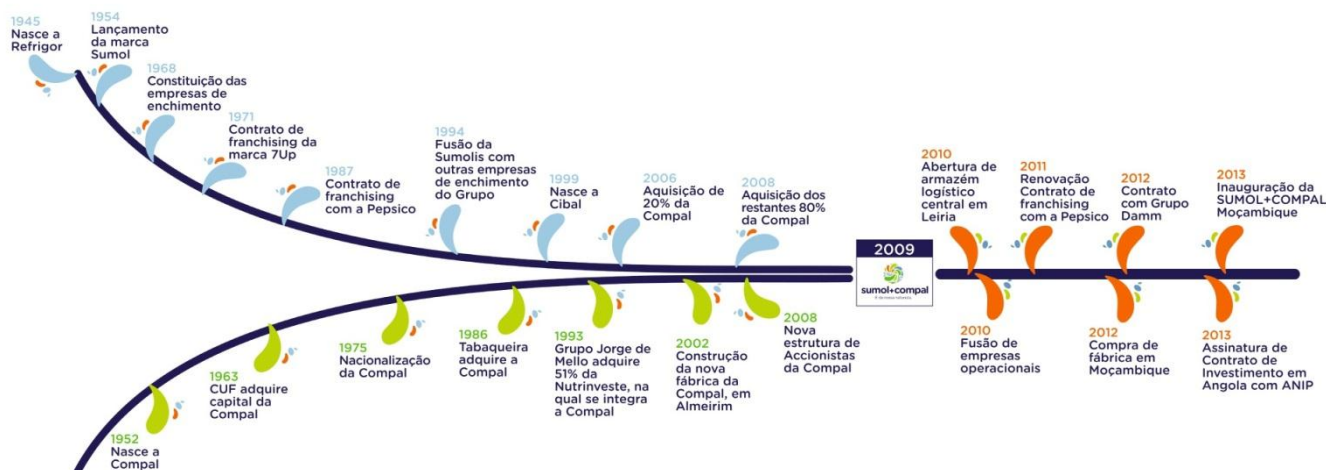 1945
Nasce a
Refrigor
1954
Lançamento
da marca
Sumol
1968
Constituição das
empresas de
enchimento
1971
Contrato de
franchising da
marca 7Up
1987
Contrato de
franchising
com a Pepsico
1994
Fusão da
Sumolis com
outras empresas
de enchimento
do Grupo
1999
Nasce a
Cibal
2006
Aquisição de
20% da
Compal
2008
Aquisição dos
restantes 80%
da Compal
1952
Nasce a
Compal
1963
CUF adquire
capital da
Compal
1975
Nacionalização
da Compal
1986
Tabaqueira
adquire a
Compal
1993
Grupo Jorge de
Mello adquire
51% da
Nutrinveste, na
qual se integra
a Compal
2002
Construção
da nova
fábrica da
Compal, em
Almeirim
2008
Nova
estrutura de
Accionistas
da Compal
2009
sumol+compal
2010
Abertura de
armazém
logístico
central em
Leiria
2011
Renovação
Contrato de
franchising
com a Pepsico
2012
Contrato
com Grupo
Damm
2013
Inauguração da
SUMOL+COMPAL
Moçambique
2010
Fusão de
empresas
operacionais
2012
Compra de
fábrica em
Moçambique
2013
Assinatura de
Contrato de
Investimento em
Angola com ANIP